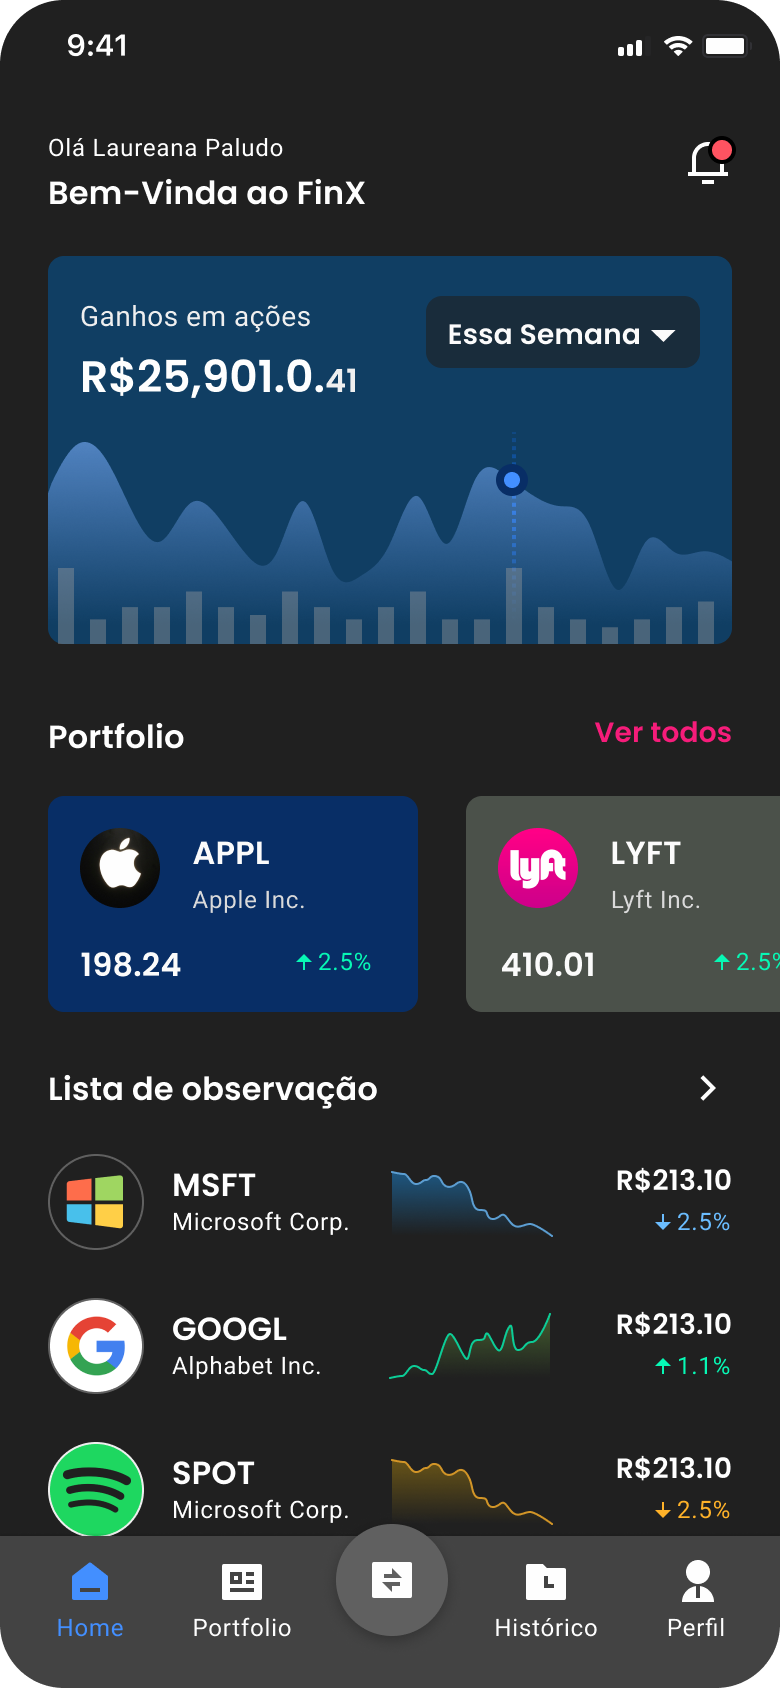 9:41
Olá Laureana Paludo
Bem-Vinda ao FinX
Ganhos em ações
Essa Semana
R$25,901.0.41
Portfolio
Ver todos
lyft
APPL
LYFT
Apple Inc.
Lyft Inc.
198.24
2.5%
410.01
2.5%
Lista de observação
MSFT
R$213.10
Microsoft Corp.
2.5%
GOOGL
R$213.10
Alphabet Inc.
1.1%
SPOT
R$213.10
Microsoft Corp.
2.5%
Home
Portfolio
Histórico
Perfil